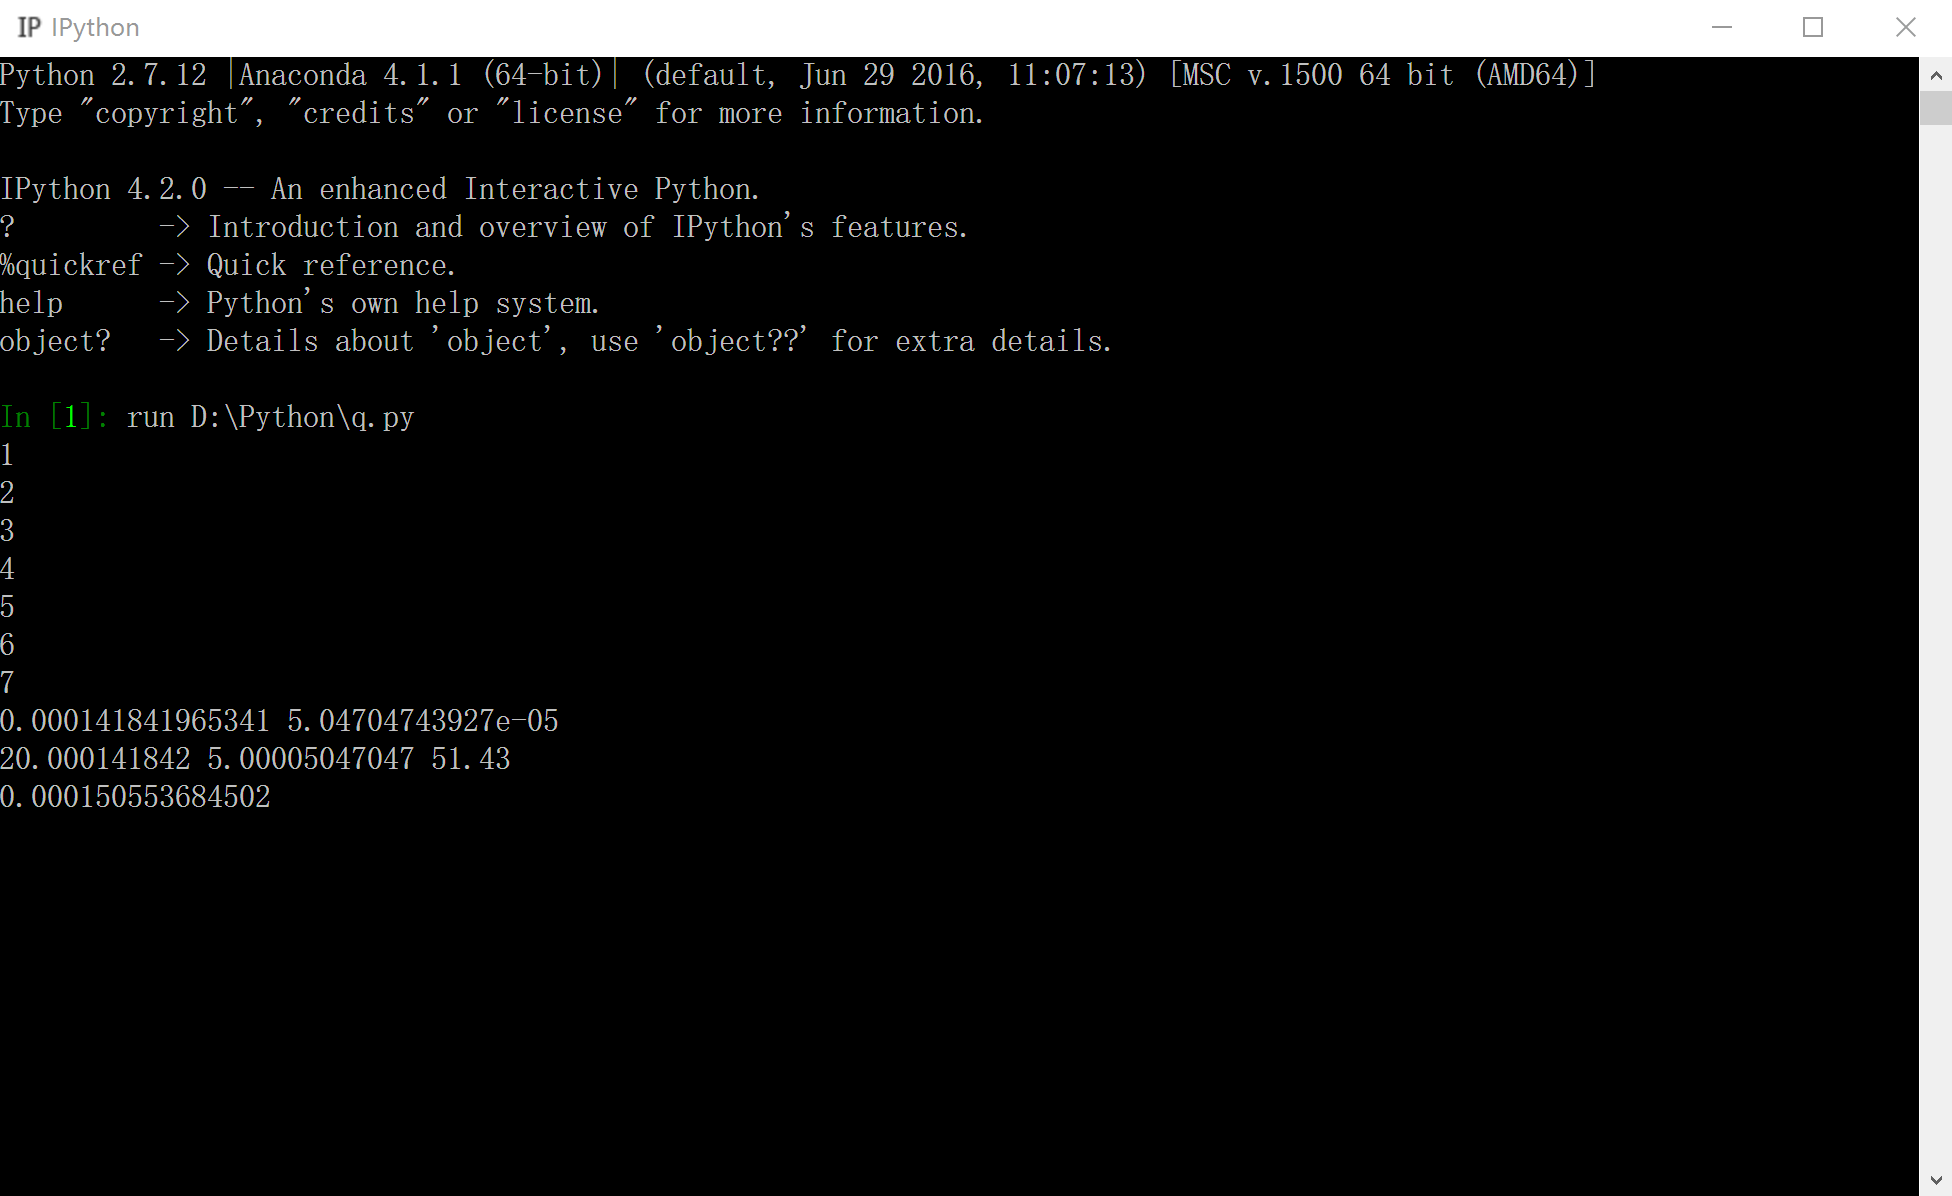 IP IPython
Python 2.7.12 |Anaconda 4.1.1 (64-bit)| (default, Jun 29 2016, 11:07:13) [MSC v.1500 64 bit (AMD64)]
Type "copyright", "credits" or "license" for more information.
IPython 4.2.0 -- An enhanced Interactive Python.
?         -> Introduction and overview of IPython's features.
%quickref -> Quick reference.
help      -> Python's own help system.
object?   -> Details about 'object', use 'object??' for extra details.
In [1]: run D:\Python\q.py
1
2
3
4
5
6
7
0.000141841965341 5.04704743927e-05
20.000141842 5.00005047047 51.43
0.000150553684502